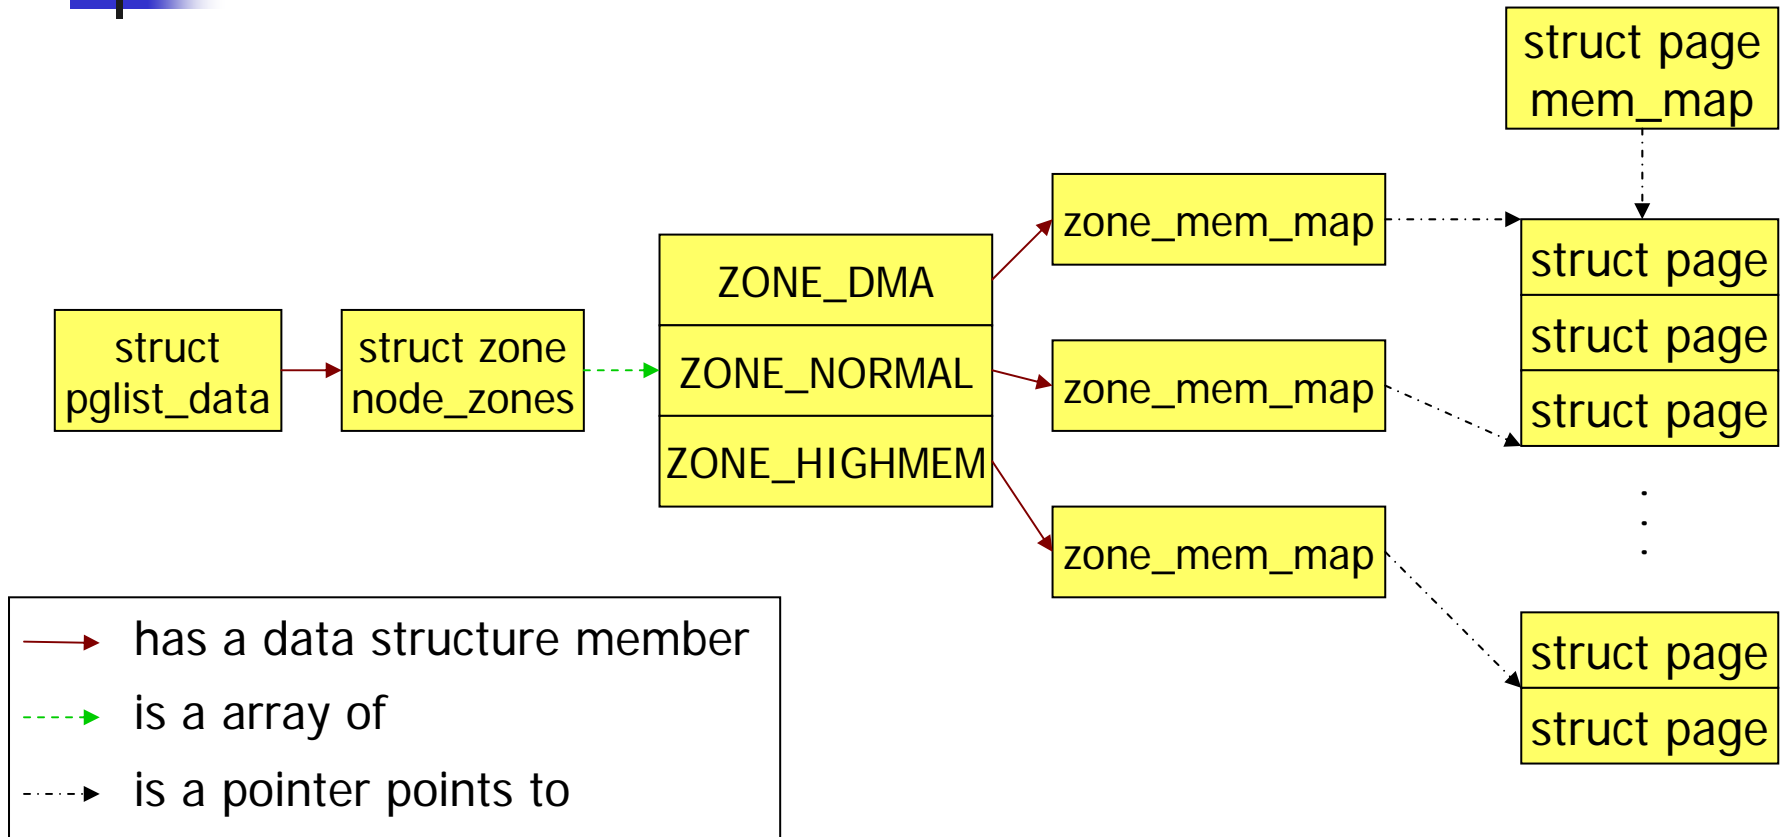 struct page
mem_map
struct
pglist_data
struct zone
node_zones
ZONE_DMA
ZONE_NORMAL
ZONE_HIGHMEM
zone_mem_map
zone_mem_map
zone_mem_map
struct page
struct page
struct page
.
.
.
struct page
struct page
has a data structure member
is a array of
is a pointer points to